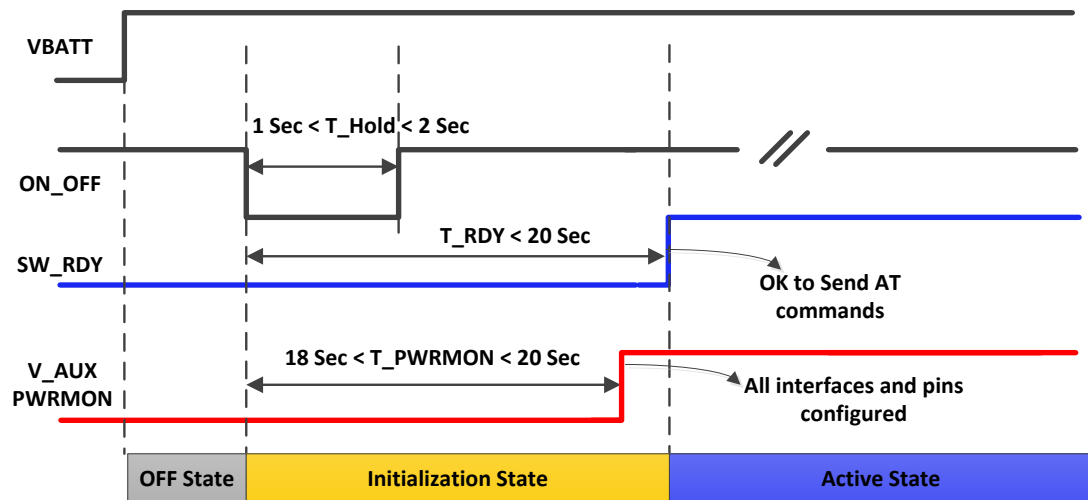 VBATT
1 Sec < T_Hold < 2 Sec
ON_OFF
T_RDY < 20 Sec
SW_RDY
OK to Send AT
commands
18 Sec < T_PWRMON < 20 Sec
V_AUX
PWRMON
All interfaces and pins
configured
OFF State
Initialization State
Active State